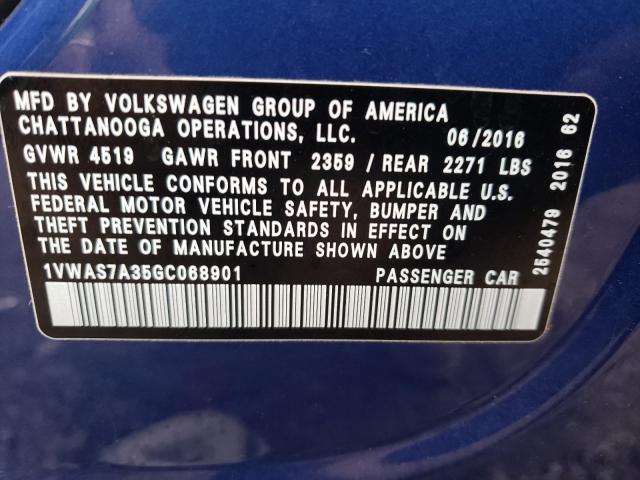 MFD BY VOLKSWAGEN GROUP OF AMERICA
CHATTANOOGA OPERATIONS, LLC. 06/2016
GVWR 4519 GAWR FRONT 2359 / REAR 2271 LBS
THIS VEHICLE CONFORMS TO ALL APPLICABLE U.S.
FEDERAL MOTOR VEHICLE SAFETY, BUMPER AND
THEFT PREVENTION STANDARDS IN EFFECT ON
THE DATE OF MANUFACTURE SHOWN ABOVE
1VWAS7A35GC068901 PASSENGER CAR
2540479 2016 62